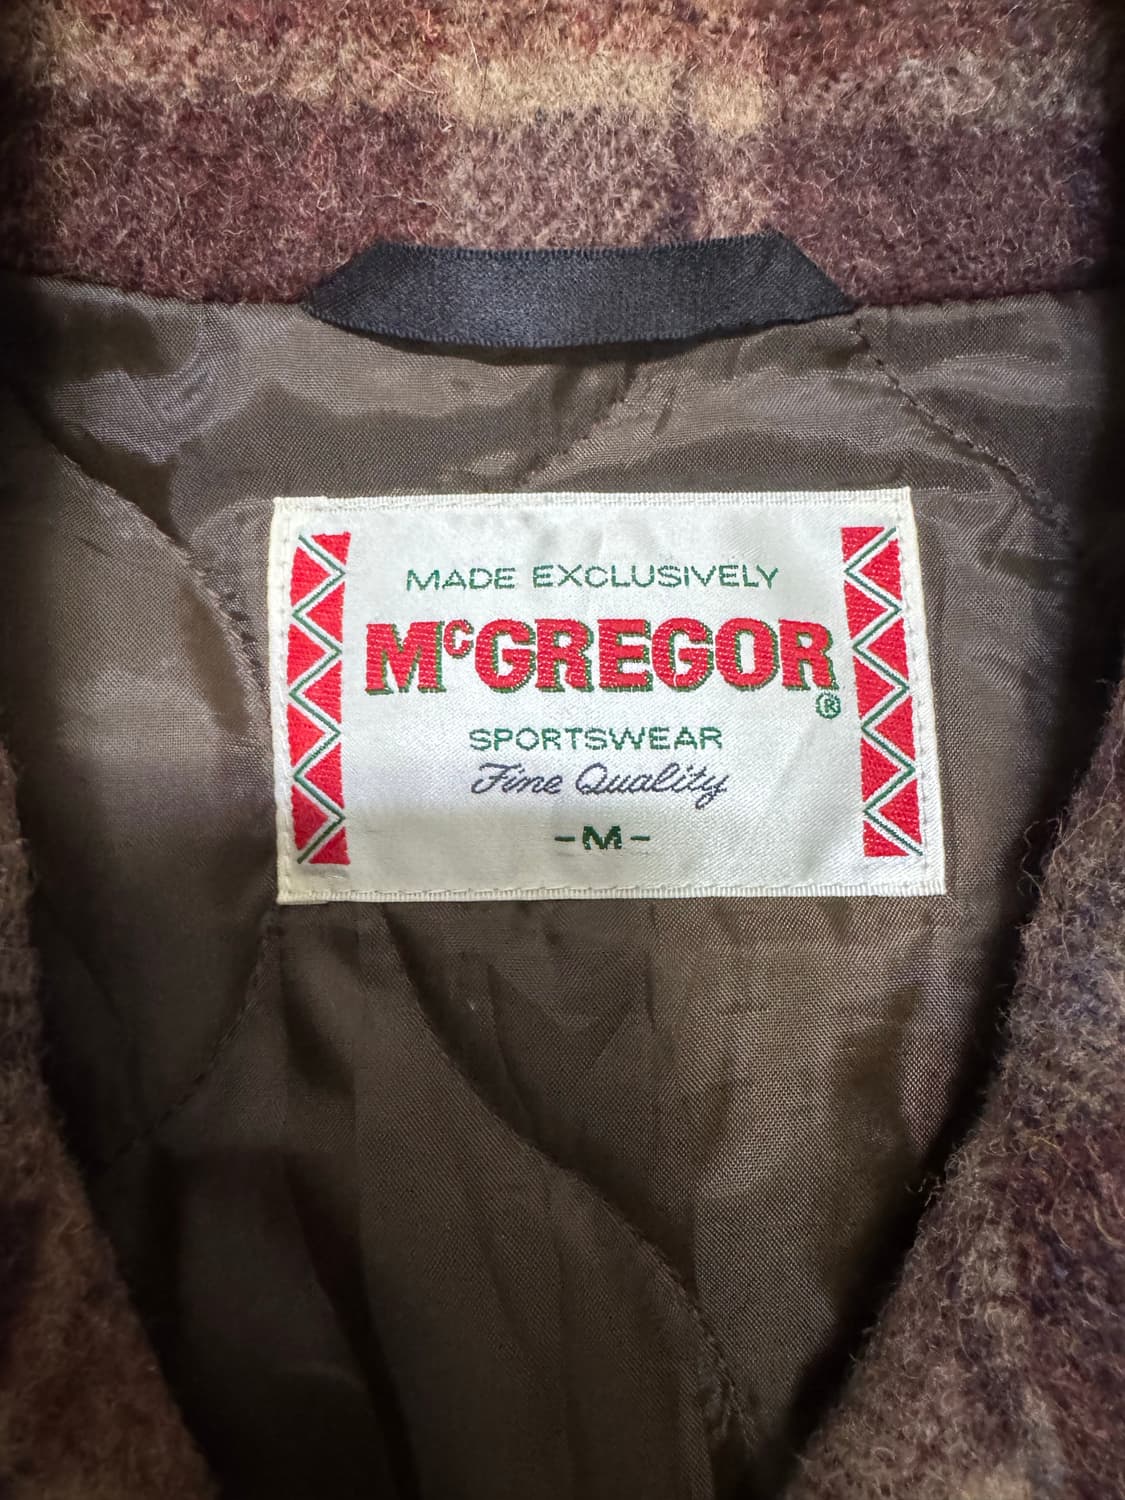 MADE EXCLUSIVELY
McGREGOR®
SPORTSWEAR
Fine Quality
-M-